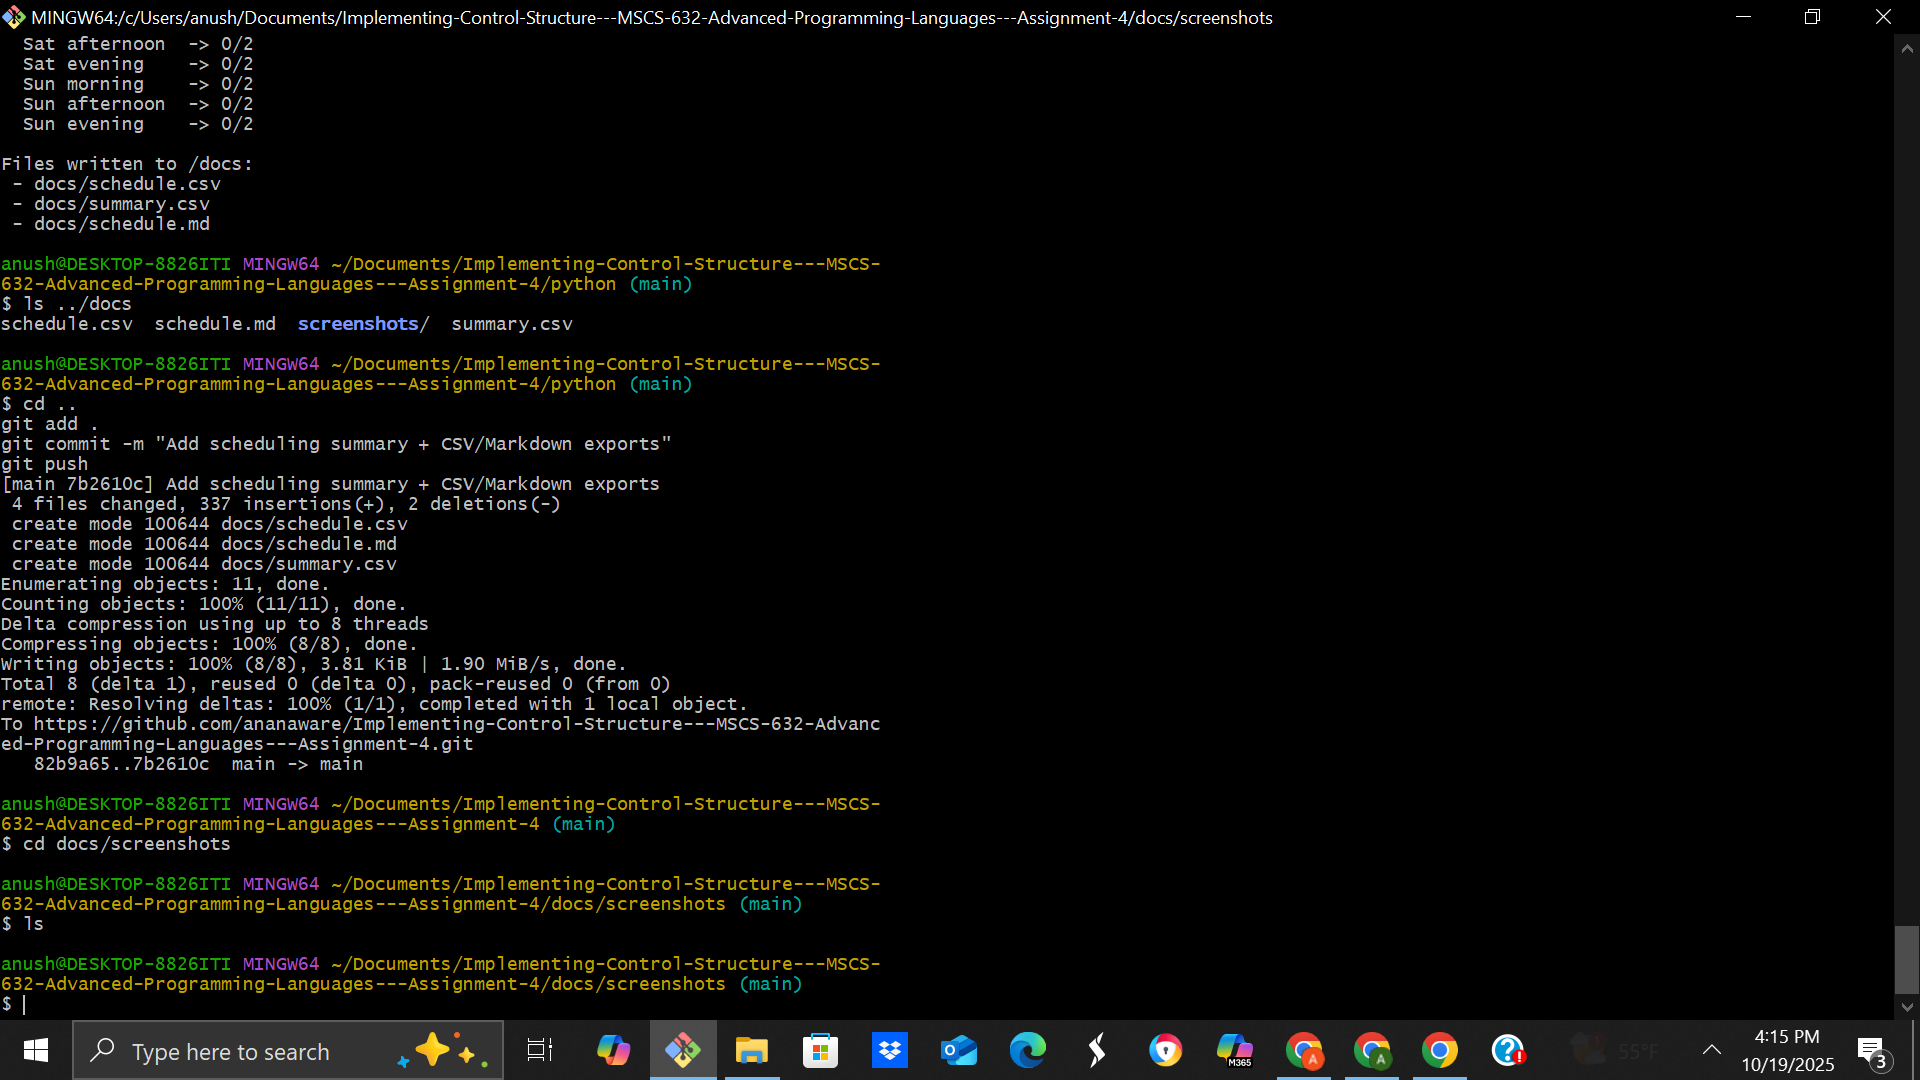 MINGW64:/c/Users/anush/Documents/Implementing-Control-Structure---MSCS-632-Advanced-Programming-Languages---Assignment-4/docs/screenshots
  Sat afternoon  -> 0/2
  Sat evening    -> 0/2
  Sun morning    -> 0/2
  Sun afternoon  -> 0/2
  Sun evening    -> 0/2
Files written to /docs:
 - docs/schedule.csv
 - docs/summary.csv
 - docs/schedule.md
anush@DESKTOP-8826ITI MINGW64 ~/Documents/Implementing-Control-Structure---MSCS-
632-Advanced-Programming-Languages---Assignment-4/python (main)
$ ls ../docs
schedule.csv  schedule.md  screenshots/  summary.csv
anush@DESKTOP-8826ITI MINGW64 ~/Documents/Implementing-Control-Structure---MSCS-
632-Advanced-Programming-Languages---Assignment-4/python (main)
$ cd ..
git add .
git commit -m "Add scheduling summary + CSV/Markdown exports"
git push
[main 7b2610c] Add scheduling summary + CSV/Markdown exports
 4 files changed, 337 insertions(+), 2 deletions(-)
 create mode 100644 docs/schedule.csv
 create mode 100644 docs/schedule.md
 create mode 100644 docs/summary.csv
Enumerating objects: 11, done.
Counting objects: 100% (11/11), done.
Delta compression using up to 8 threads
Compressing objects: 100% (8/8), done.
Writing objects: 100% (8/8), 3.81 KiB | 1.90 MiB/s, done.
Total 8 (delta 1), reused 0 (delta 0), pack-reused 0 (from 0)
remote: Resolving deltas: 100% (1/1), completed with 1 local object.
To https://github.com/ananaware/Implementing-Control-Structure---MSCS-632-Advanc
ed-Programming-Languages---Assignment-4.git
   82b9a65..7b2610c  main -> main
anush@DESKTOP-8826ITI MINGW64 ~/Documents/Implementing-Control-Structure---MSCS-
632-Advanced-Programming-Languages---Assignment-4 (main)
$ cd docs/screenshots
anush@DESKTOP-8826ITI MINGW64 ~/Documents/Implementing-Control-Structure---MSCS-
632-Advanced-Programming-Languages---Assignment-4/docs/screenshots (main)
$ ls
anush@DESKTOP-8826ITI MINGW64 ~/Documents/Implementing-Control-Structure---MSCS-
632-Advanced-Programming-Languages---Assignment-4/docs/screenshots (main)
$
Type here to search
M365
A
A
55°F
4:15 PM
10/19/2025
3